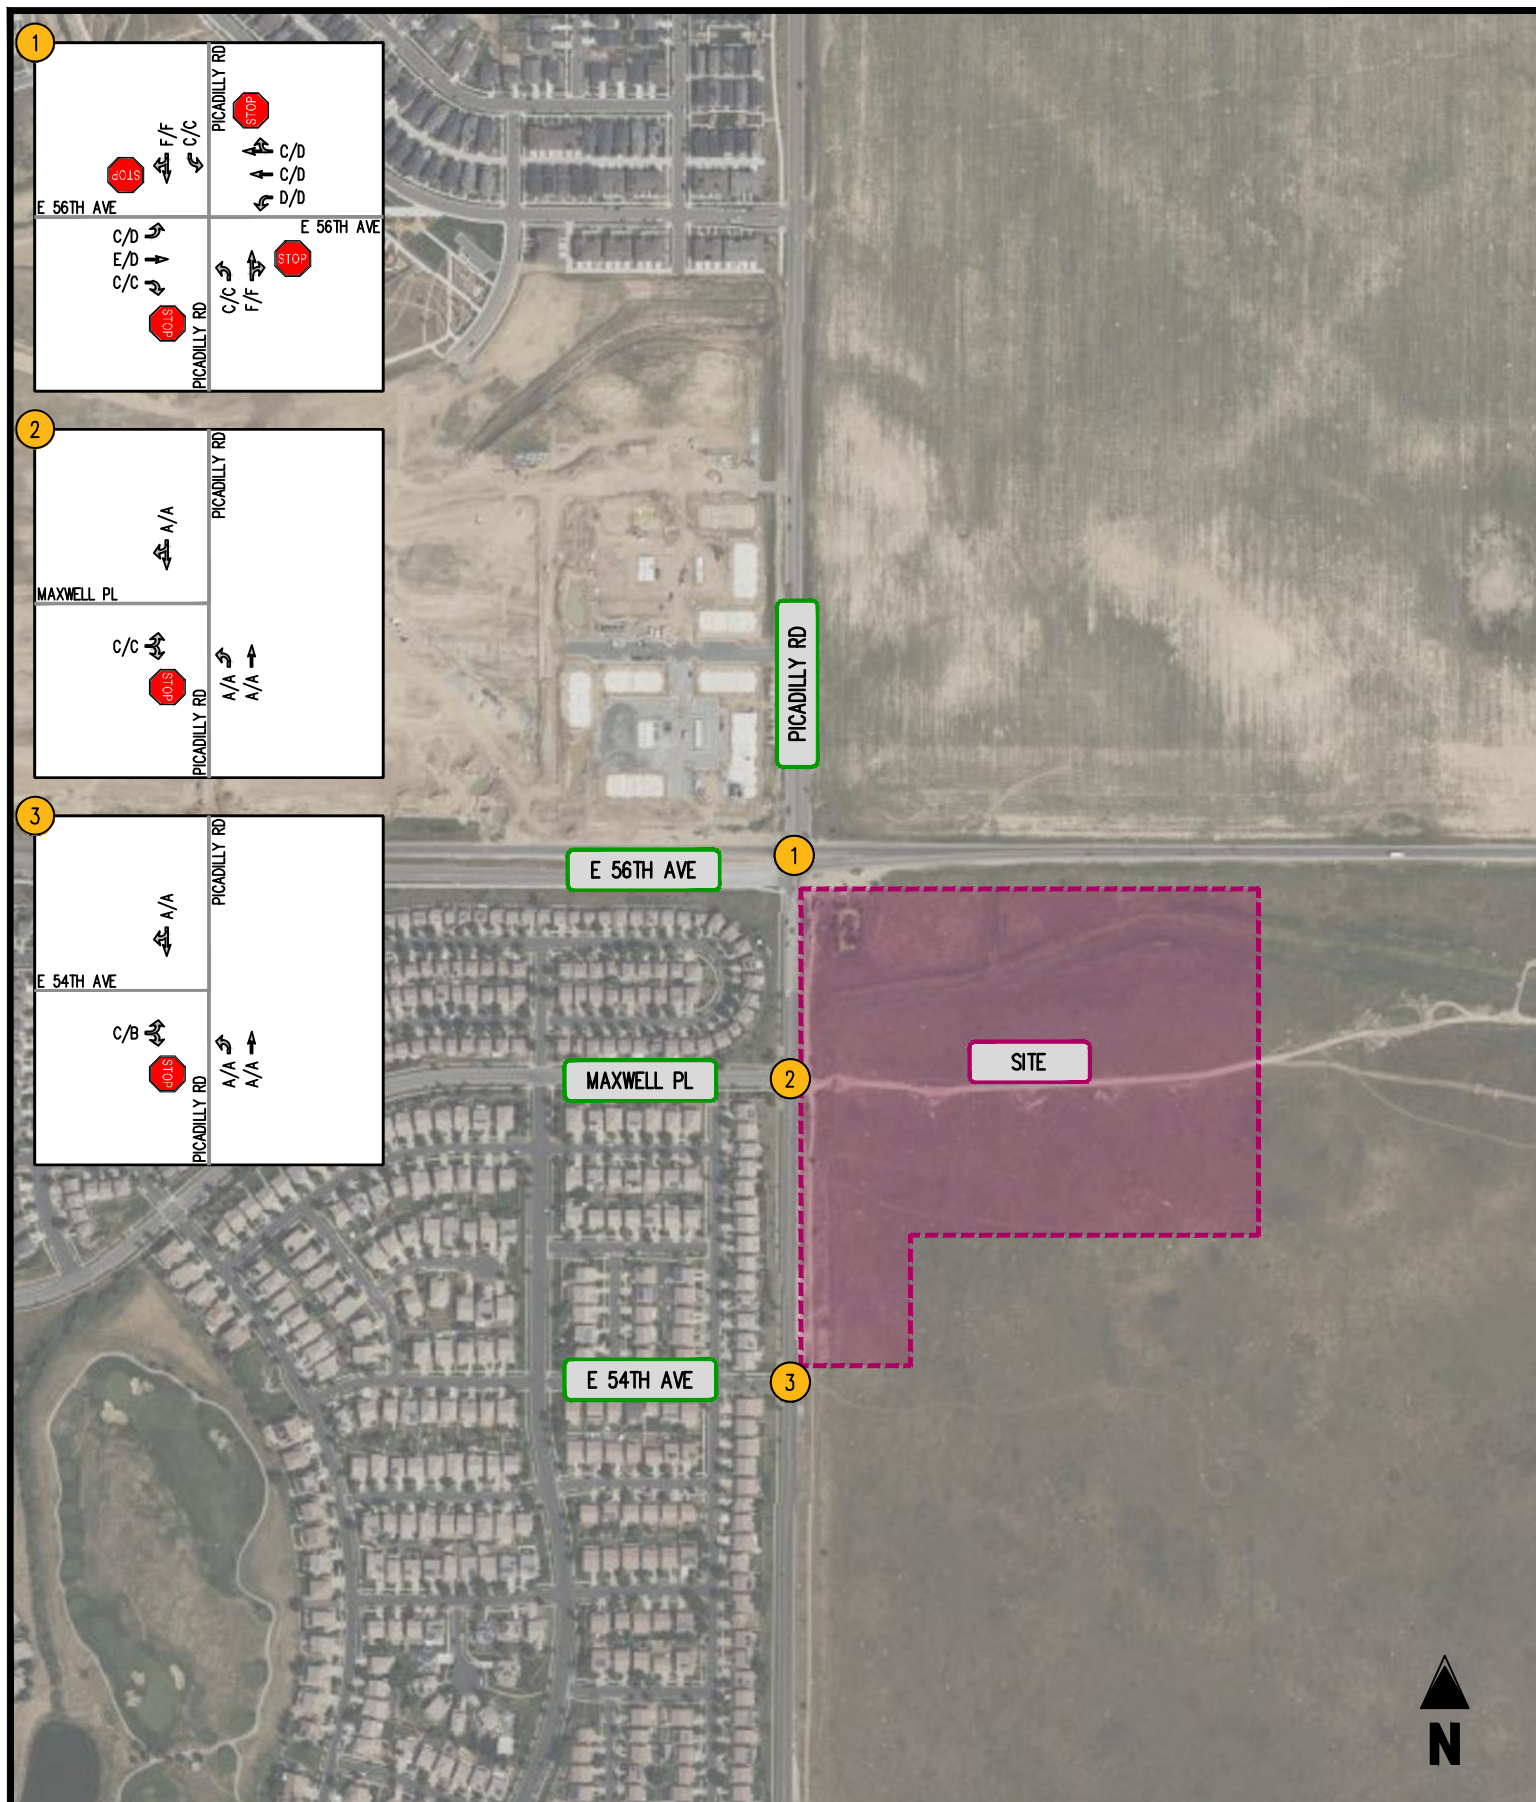 1
PICADILLY RD
STOP
F/F
C/C
STOP
C/D
C/D
D/D
E 56TH AVE
E 56TH AVE
C/D
E/D
C/C
STOP
C/C
F/F
STOP
PICADILLY RD
2
PICADILLY RD
A/A
MAXWELL PL
C/C
STOP
A/A
A/A
PICADILLY RD
3
PICADILLY RD
A/A
E 54TH AVE
C/B
STOP
A/A
A/A
PICADILLY RD
PICADILLY RD
E 56TH AVE
1
MAXWELL PL
2
SITE
E 54TH AVE
3
N